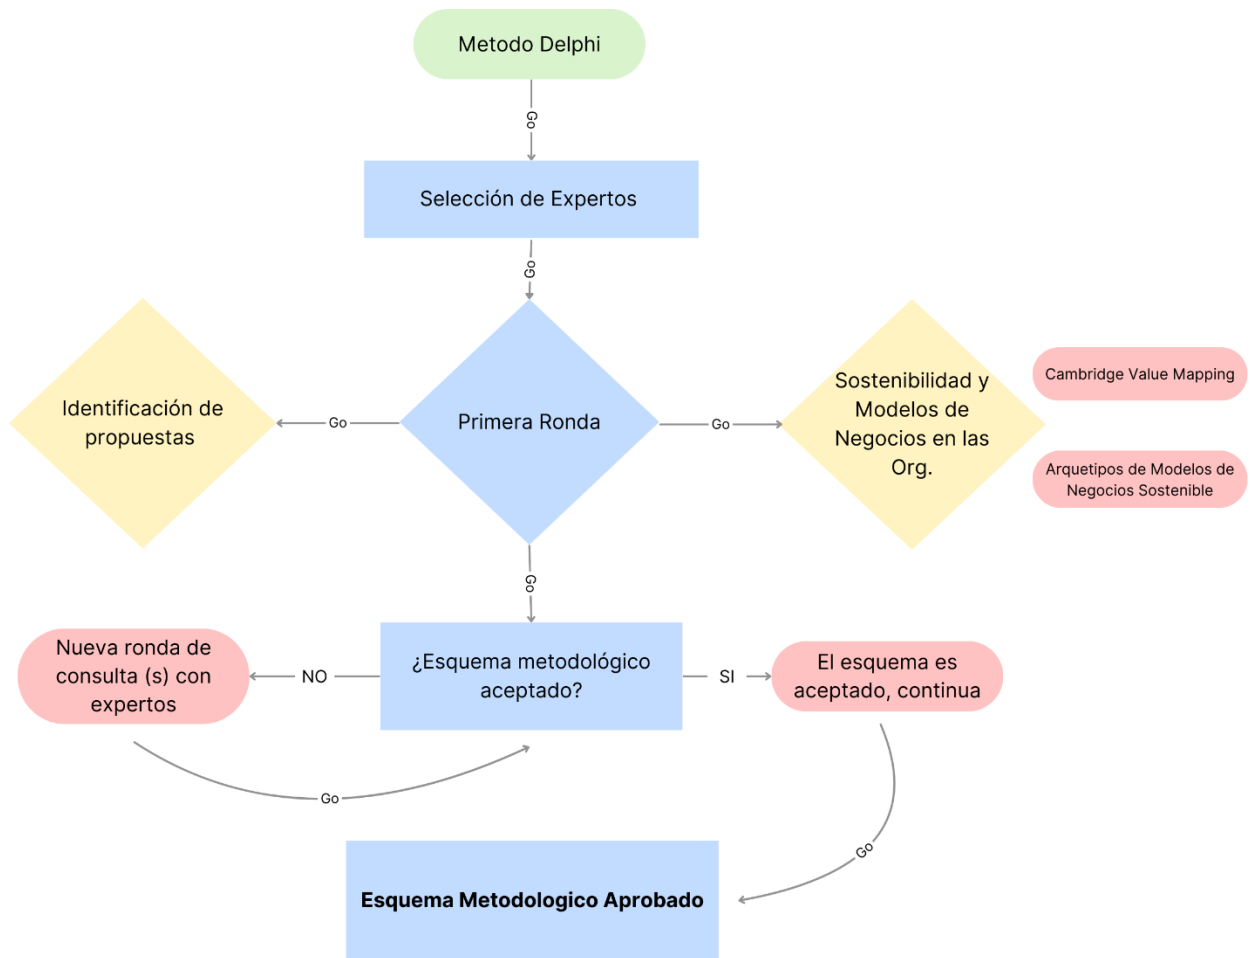 Metodo Delphi
Go
Selección de Expertos
Go
Identificación de
propuestas
Go
Primera Ronda
Go
Sostenibilidad y
Modelos de
Negocios en las
Org.
Cambridge Value Mapping
Arquetipos de Modelos de
Negocios Sostenible
Go
Nueva ronda de
consulta (s) con
expertos
NO
¿Esquema metodológico
aceptado?
SI
El esquema es
aceptado, continua
Go
Go
Esquema Metodologico Aprobado